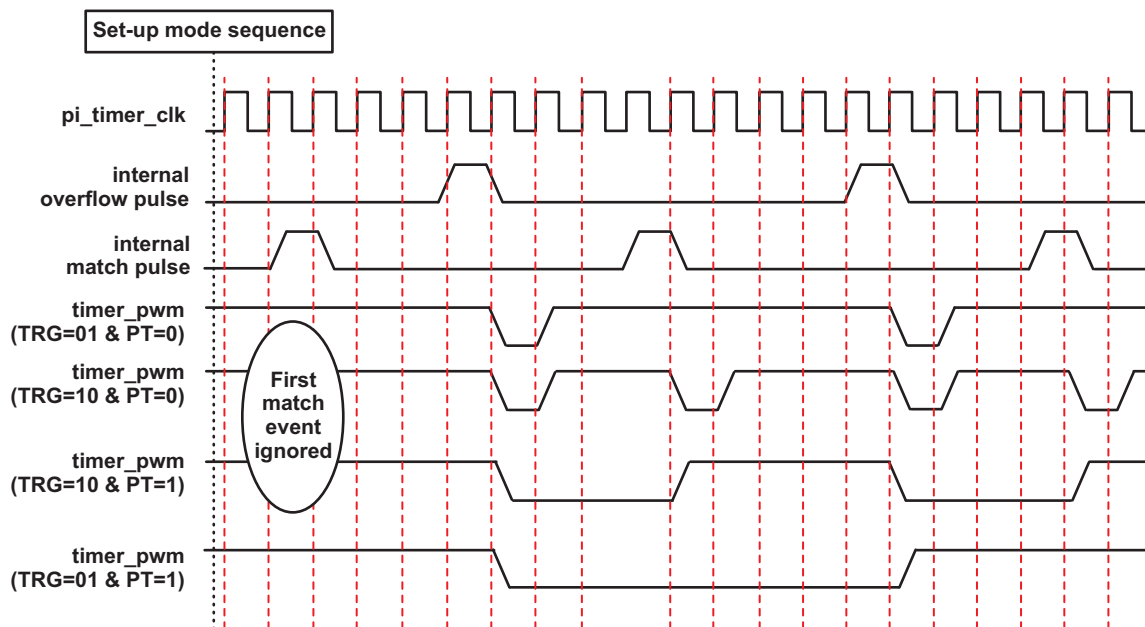 Set-up mode sequence
pi_timer_clk
internal
overflow pulse
internal
match pulse
timer_pwm
(TRG=01 & PT=0)
timer_pwm
(TRG=10 & PT=0)
First
match
event
ignored
timer_pwm
(TRG=10 & PT=1)
timer_pwm
(TRG=01 & PT=1)